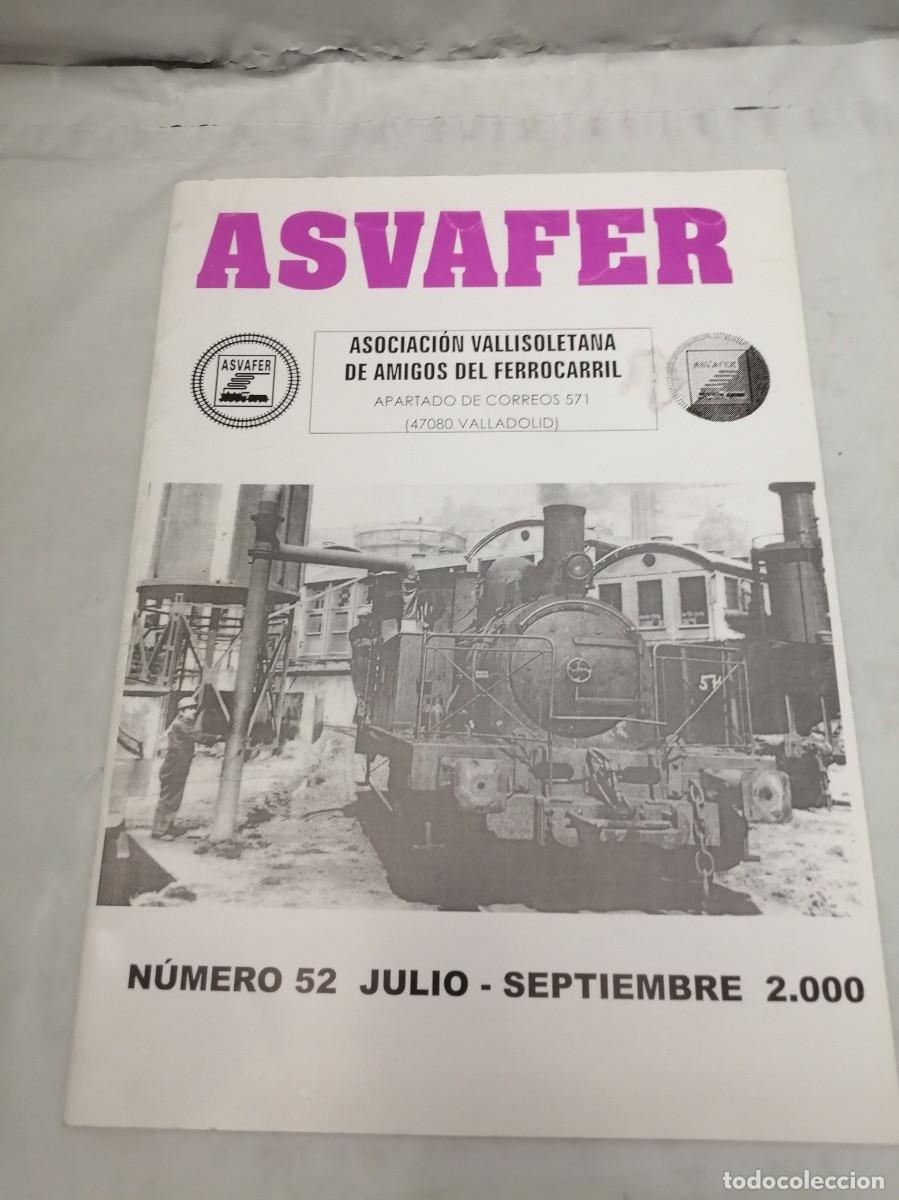 ASVAFER
ASVAFER
ASOCIACIÓN VALLISOLETANA
DE AMIGOS DEL FERROCARRIL
APARTADO DE CORREOS 571
(47080 VALLADOLID)
ASVAFER
NÚMERO 52 JULIO - SEPTIEMBRE 2.000
todocoleccion